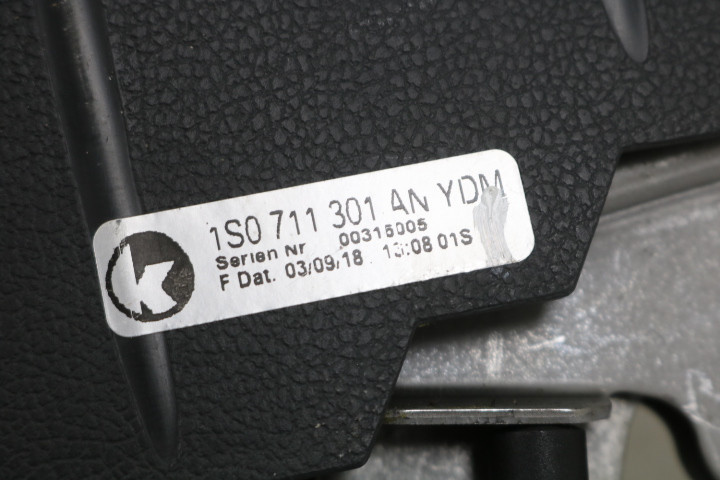 1S0 711 301 AN YDM
Serien Nr 00315005
F Dat. 03/09/18 13:08 01S
K